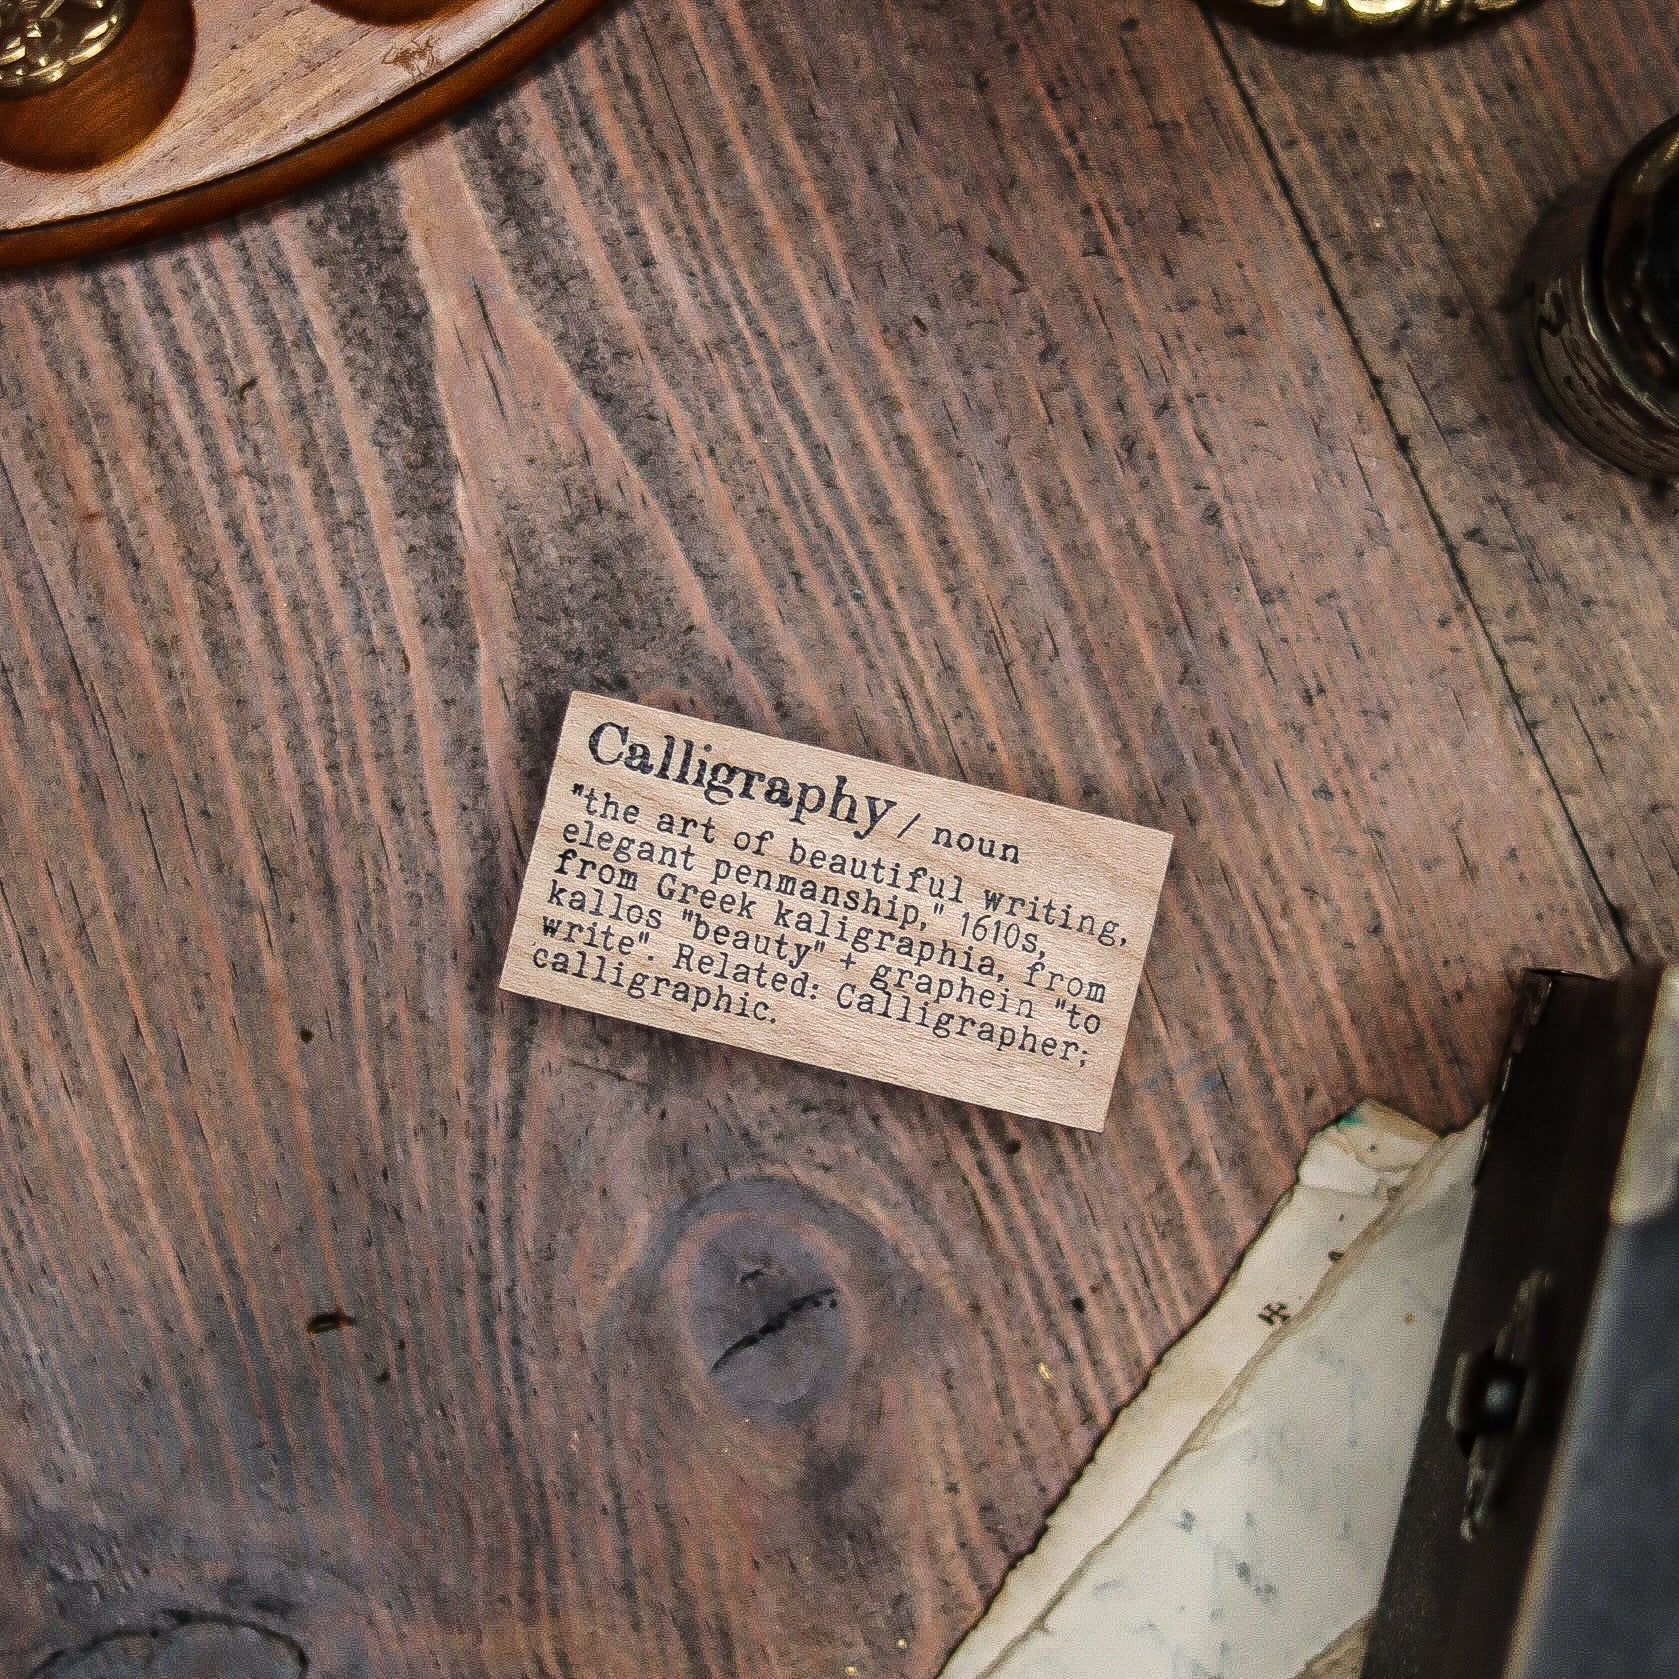 Calligraphy / noun
"the art of beautiful writing,
elegant penmanship," 1610s,
from Greek kaligraphia, from
kallos "beauty" + graphein "to
write". Related: Calligrapher;
calligraphic.